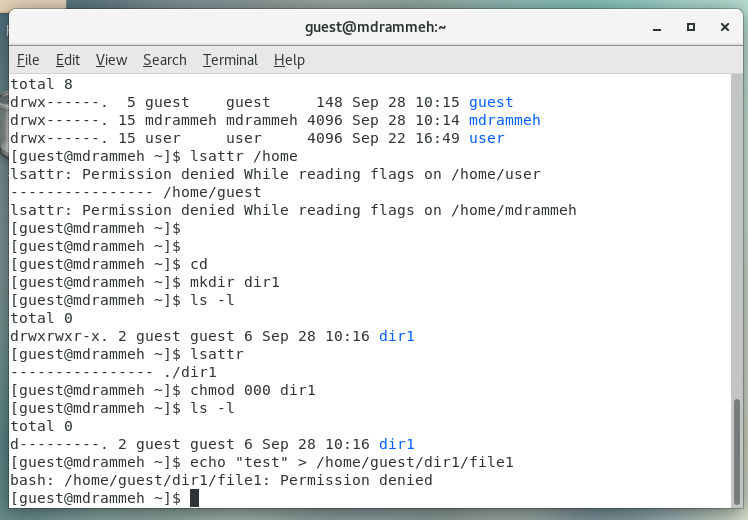 guest@mdrammeh:~
File Edit View Search Terminal Help
total 8
drwx------.  5 guest    guest     148 Sep 28 10:15 guest
drwx------. 15 mdrammeh mdrammeh 4096 Sep 28 10:14 mdrammeh
drwx------. 15 user     user     4096 Sep 22 16:49 user
[guest@mdrammeh ~]$ lsattr /home
lsattr: Permission denied While reading flags on /home/user
---------------- /home/guest
lsattr: Permission denied While reading flags on /home/mdrammeh
[guest@mdrammeh ~]$
[guest@mdrammeh ~]$
[guest@mdrammeh ~]$ cd
[guest@mdrammeh ~]$ mkdir dir1
[guest@mdrammeh ~]$ ls -l
total 0
drwxrwxr-x. 2 guest guest 6 Sep 28 10:16 dir1
[guest@mdrammeh ~]$ lsattr
---------------- ./dir1
[guest@mdrammeh ~]$ chmod 000 dir1
[guest@mdrammeh ~]$ ls -l
total 0
d---------. 2 guest guest 6 Sep 28 10:16 dir1
[guest@mdrammeh ~]$ echo "test" > /home/guest/dir1/file1
bash: /home/guest/dir1/file1: Permission denied
[guest@mdrammeh ~]$